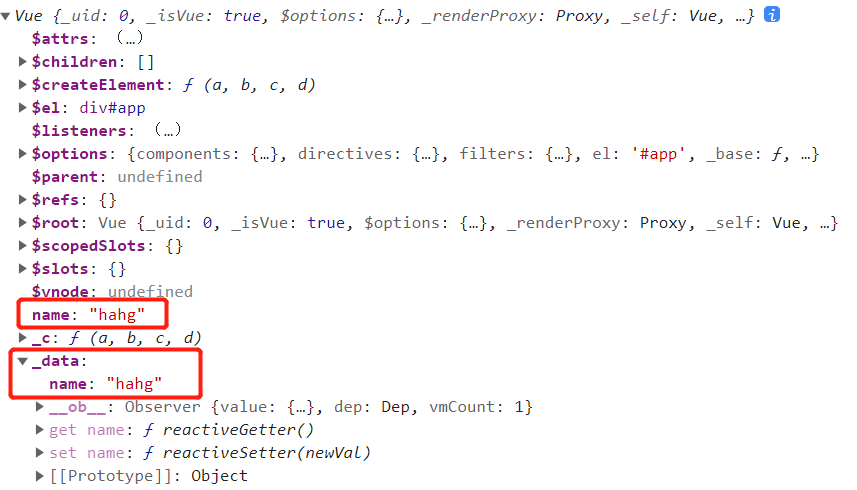 Vue {_uid: 0, _isVue: true, $options: {…}, _renderProxy: Proxy, _self: Vue, …} i
$attrs: (…)
$children: []
$createElement: ƒ (a, b, c, d)
$el: div#app
$listeners: (…)
$options: {components: {…}, directives: {…}, filters: {…}, el: '#app', _base: ƒ, …}
$parent: undefined
$refs: {}
$root: Vue {_uid: 0, _isVue: true, $options: {…}, _renderProxy: Proxy, _self: Vue, …}
$scopedSlots: {}
$slots: {}
$vnode: undefined
name: "hahg"
_c: ƒ (a, b, c, d)
_data:
name: "hahg"
__ob__: Observer {value: {…}, dep: Dep, vmCount: 1}
get name: ƒ reactiveGetter()
set name: ƒ reactiveSetter(newVal)
[[Prototype]]: Object